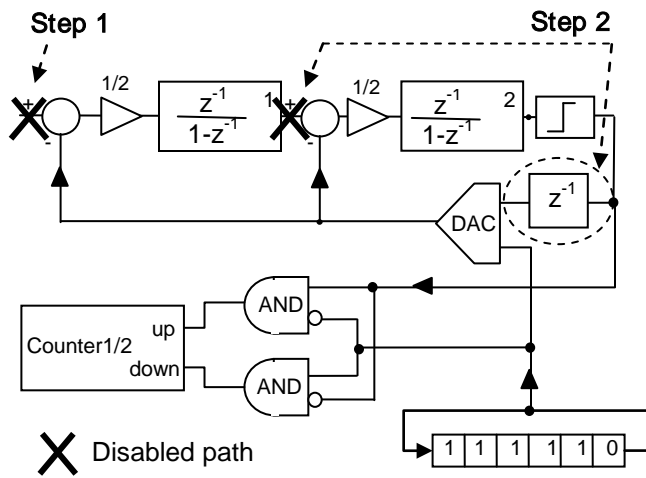 Step 1
Step 2
1/2
z-1
1-z-1
1
1/2
z-1
1-z-1
2
+
-
+
-
DAC
z-1
AND
AND
Counter1/2
up
down
1 1 1 1 1 0
Disabled path